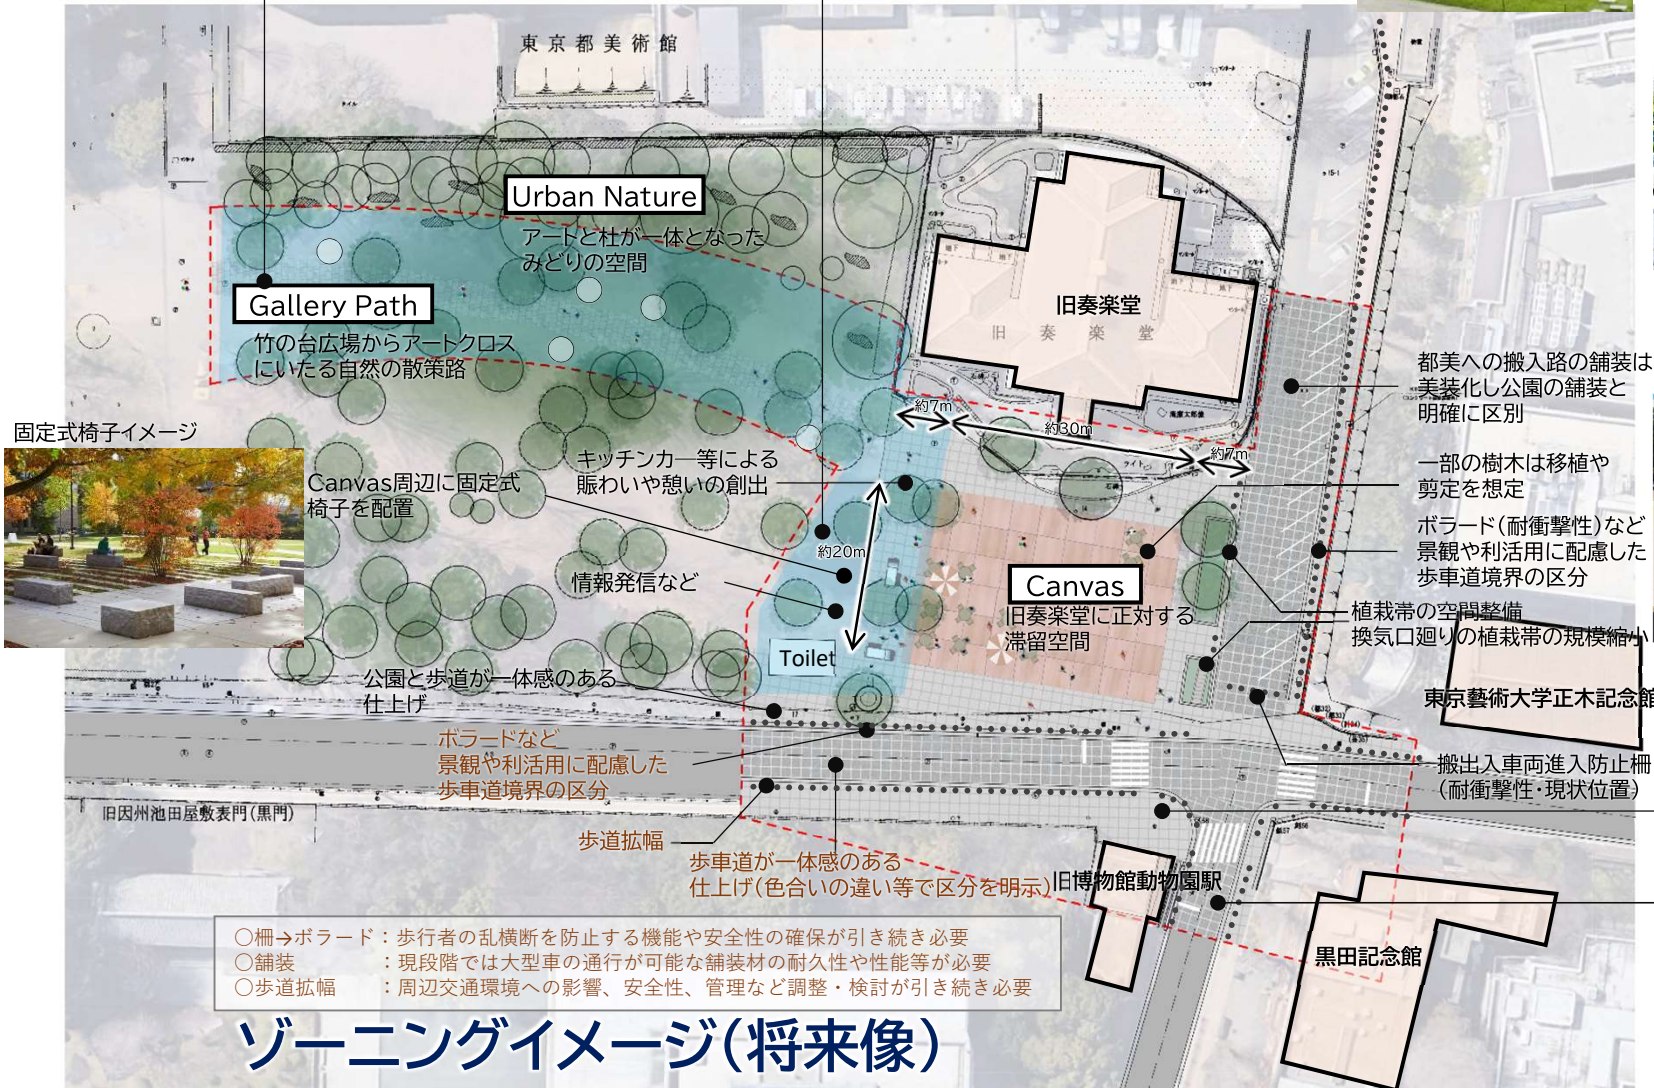 東京都美術館
Urban Nature
アートと杜が一体となった
みどりの空間
Gallery Path
竹の台広場からアートクロス
にいたる自然の散策路
旧奏楽堂
旧奏楽堂
都美への搬入路の舗装は
美装化し公園の舗装と
明確に区別
約7m
約30m
約7m
固定式椅子イメージ
Canvas周辺に固定式
椅子を配置
キッチンカー等による
賑わいや憩いの創出
一部の樹木は移植や
剪定を想定
ボラード(耐衝撃性)など
景観や利活用に配慮した
歩車道境界の区分
約20m
情報発信など
Canvas
旧奏楽堂に正対する
滞留空間
植栽帯の空間整備
換気口廻りの植栽帯の規模縮小
Toilet
公園と歩道が一体感のある
仕上げ
東京藝術大学正木記念館
ボラードなど
景観や利活用に配慮した
歩車道境界の区分
搬出入車両進入防止柵
(耐衝撃性・現状位置)
旧因州池田屋敷表門(黒門)
歩道拡幅
歩車道が一体感のある
仕上げ(色合いの違い等で区分を明示)
旧博物館動物園駅
黒田記念館
○柵→ボラード：歩行者の乱横断を防止する機能や安全性の確保が引き続き必要
○舗装　　　　：現段階では大型車の通行が可能な舗装材の耐久性や性能等が必要
○歩道拡幅　　：周辺交通環境への影響、安全性、管理など調整・検討が引き続き必要
ゾーニングイメージ(将来像)